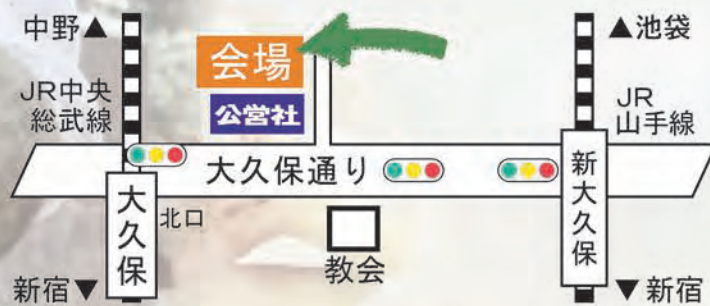 中野▲
▲池袋
会場
JR中央
総武線
公営社
JR
山手線
大久保通り
新大久保
大久保
北口
教会
新宿▼
▼新宿